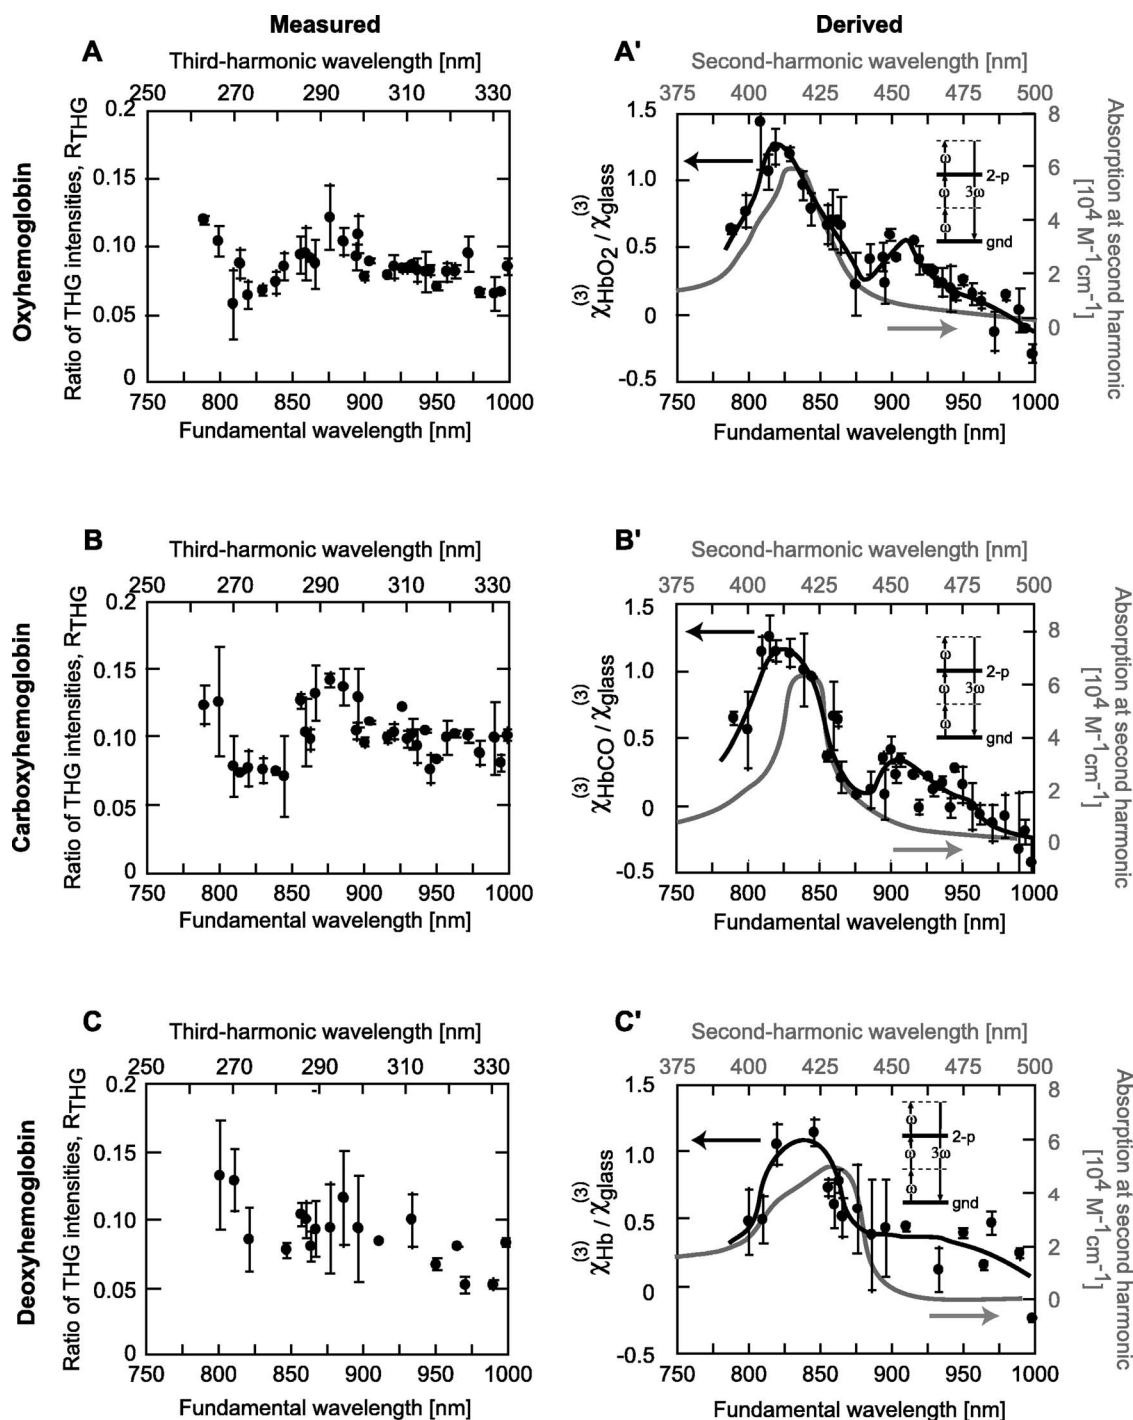 Measured
Derived
A
Third-harmonic wavelength [nm]
250 270 290 310 330
Oxyhemoglobin
Ratio of THG intensities, RTHG
0.2
0.15
0.10
0.05
0
750 800 850 900 950 1000
Fundamental wavelength [nm]
A'
Second-harmonic wavelength [nm]
375 400 425 450 475 500
χ(3)HbO2 / χ(3)glass
1.5
1.0
0.5
0
-0.5
ω
ω
ω
3ω
2-p
gnd
8
6
4
2
0
Absorption at second harmonic
[10⁴ M⁻¹cm⁻¹]
750 800 850 900 950 1000
Fundamental wavelength [nm]
B
Third-harmonic wavelength [nm]
250 270 290 310 330
Carboxyhemoglobin
Ratio of THG intensities, RTHG
0.2
0.15
0.10
0.05
0
750 800 850 900 950 1000
Fundamental wavelength [nm]
B'
Second-harmonic wavelength [nm]
375 400 425 450 475 500
χ(3)HbCO / χ(3)glass
1.5
1.0
0.5
0
-0.5
ω
ω
ω
3ω
2-p
gnd
8
6
4
2
0
Absorption at second harmonic
[10⁴ M⁻¹cm⁻¹]
750 800 850 900 950 1000
Fundamental wavelength [nm]
C
Third-harmonic wavelength [nm]
250 270 290 310 330
Deoxyhemoglobin
Ratio of THG intensities, RTHG
0.2
0.15
0.10
0.05
0
750 800 850 900 950 1000
Fundamental wavelength [nm]
C'
Second-harmonic wavelength [nm]
375 400 425 450 475 500
χ(3)Hb / χ(3)glass
1.5
1.0
0.5
0
-0.5
ω
ω
ω
3ω
2-p
gnd
8
6
4
2
0
Absorption at second harmonic
[10⁴ M⁻¹cm⁻¹]
750 800 850 900 950 1000
Fundamental wavelength [nm]